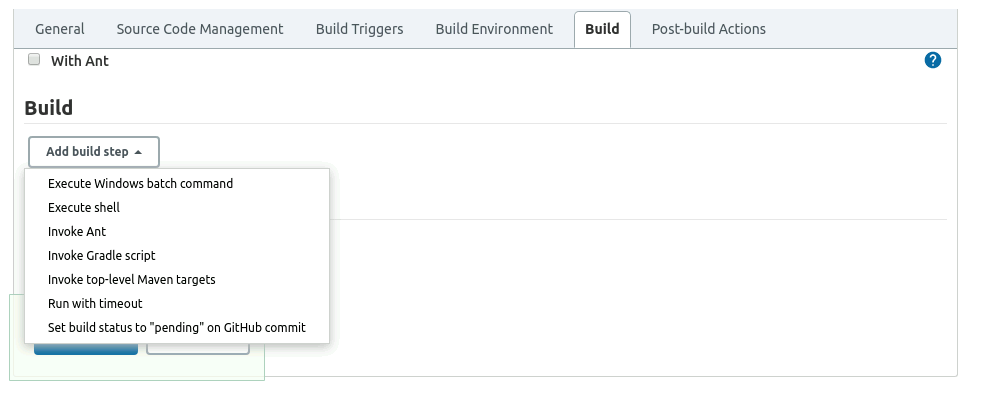 General Source Code Management Build Triggers Build Environment Build Post-build Actions
With Ant ?
Build
Add build step
Execute Windows batch command
Execute shell
Invoke Ant
Invoke Gradle script
Invoke top-level Maven targets
Run with timeout
Set build status to "pending" on GitHub commit